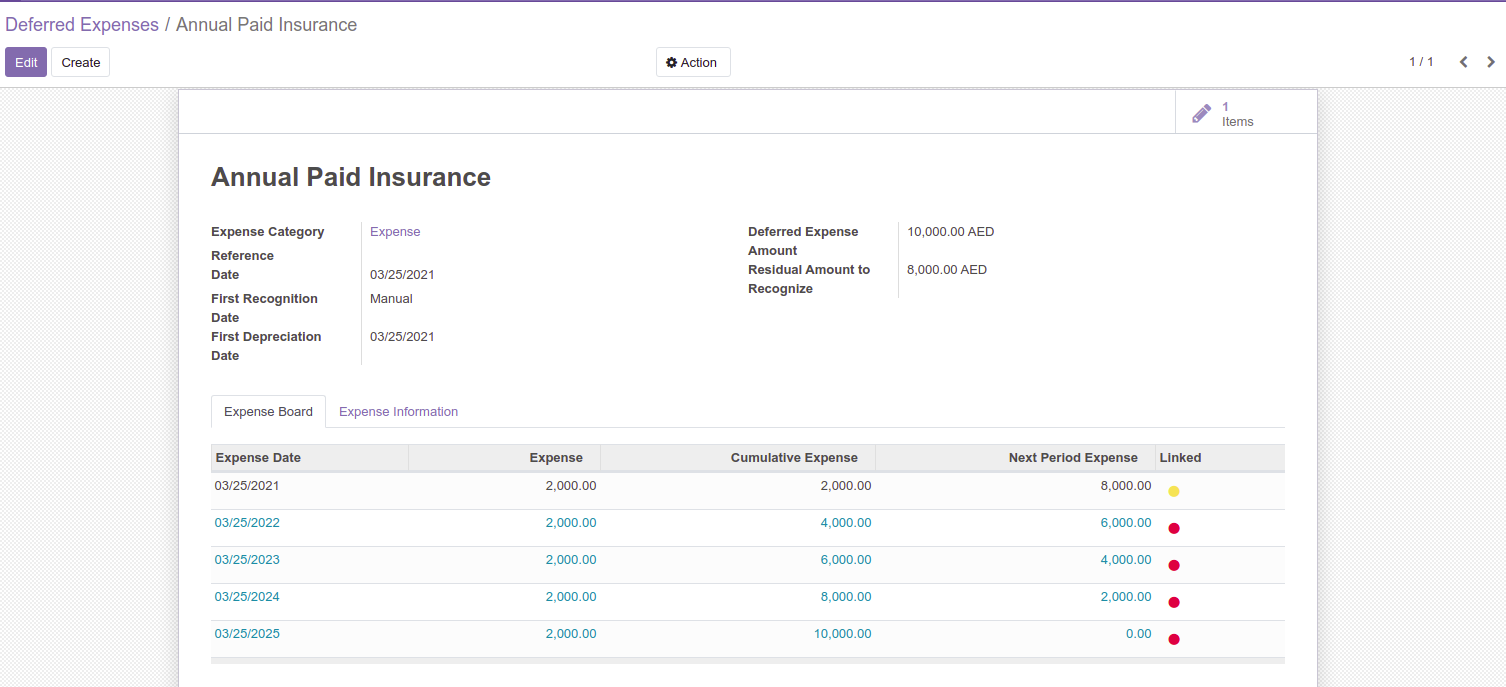 Deferred Expenses / Annual Paid Insurance
Edit Create Action 1 / 1
1
Items
Annual Paid Insurance
Expense Category Expense
Reference
Date 03/25/2021
First Recognition Date Manual
First Depreciation Date 03/25/2021
Deferred Expense Amount 10,000.00 AED
Residual Amount to Recognize 8,000.00 AED
Expense Board Expense Information
Expense Date Expense Cumulative Expense Next Period Expense Linked
03/25/2021 2,000.00 2,000.00 8,000.00
03/25/2022 2,000.00 4,000.00 6,000.00
03/25/2023 2,000.00 6,000.00 4,000.00
03/25/2024 2,000.00 8,000.00 2,000.00
03/25/2025 2,000.00 10,000.00 0.00